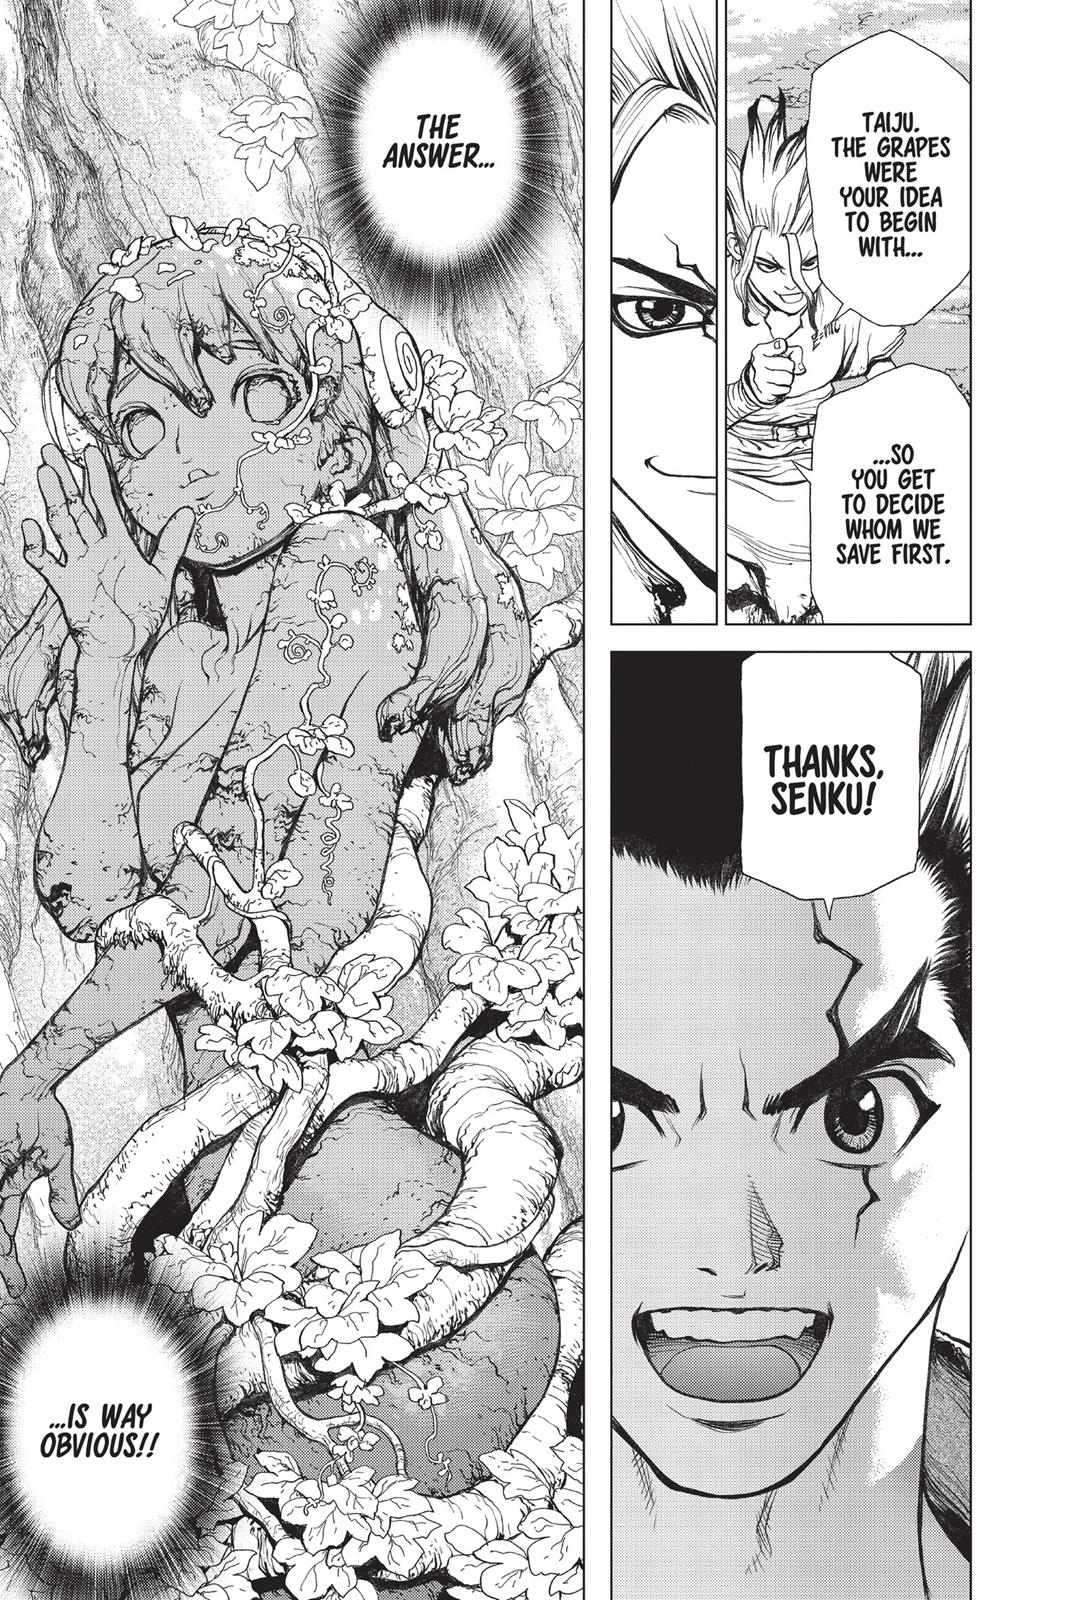 TAIJU.
THE GRAPES
WERE
YOUR IDEA
TO BEGIN
WITH...
...SO
YOU GET
TO DECIDE
WHOM WE
SAVE FIRST.
THANKS,
SENKU!
THE
ANSWER...
...IS WAY
OBVIOUS!!